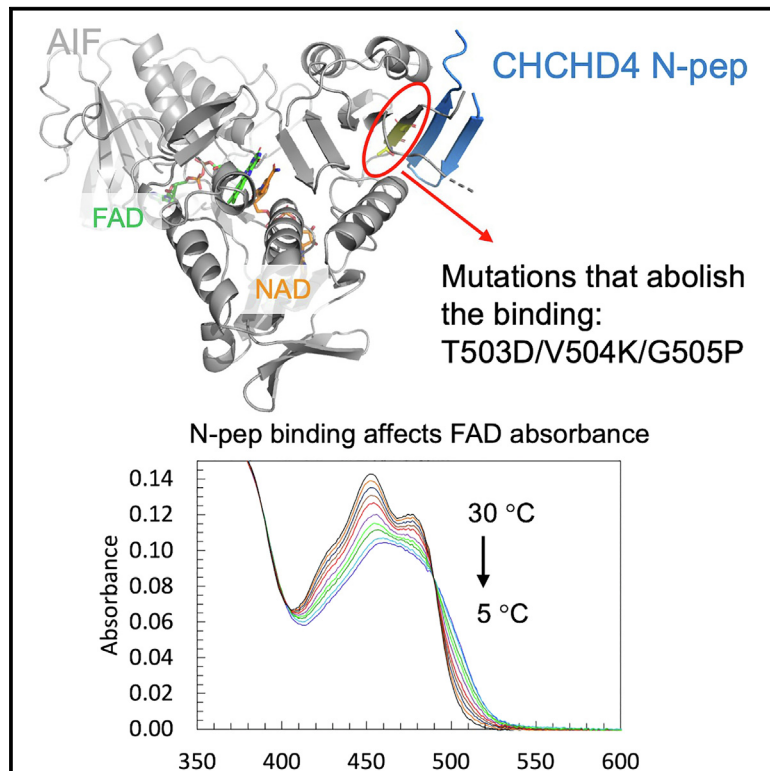 AIF
CHCHD4 N-pep
FAD
NAD
Mutations that abolish
the binding:
T503D/V504K/G505P
N-pep binding affects FAD absorbance
0.14
0.12
0.10
0.08
0.06
0.04
0.02
0.00
Absorbance
30 °C
5 °C
350 400 450 500 550 600